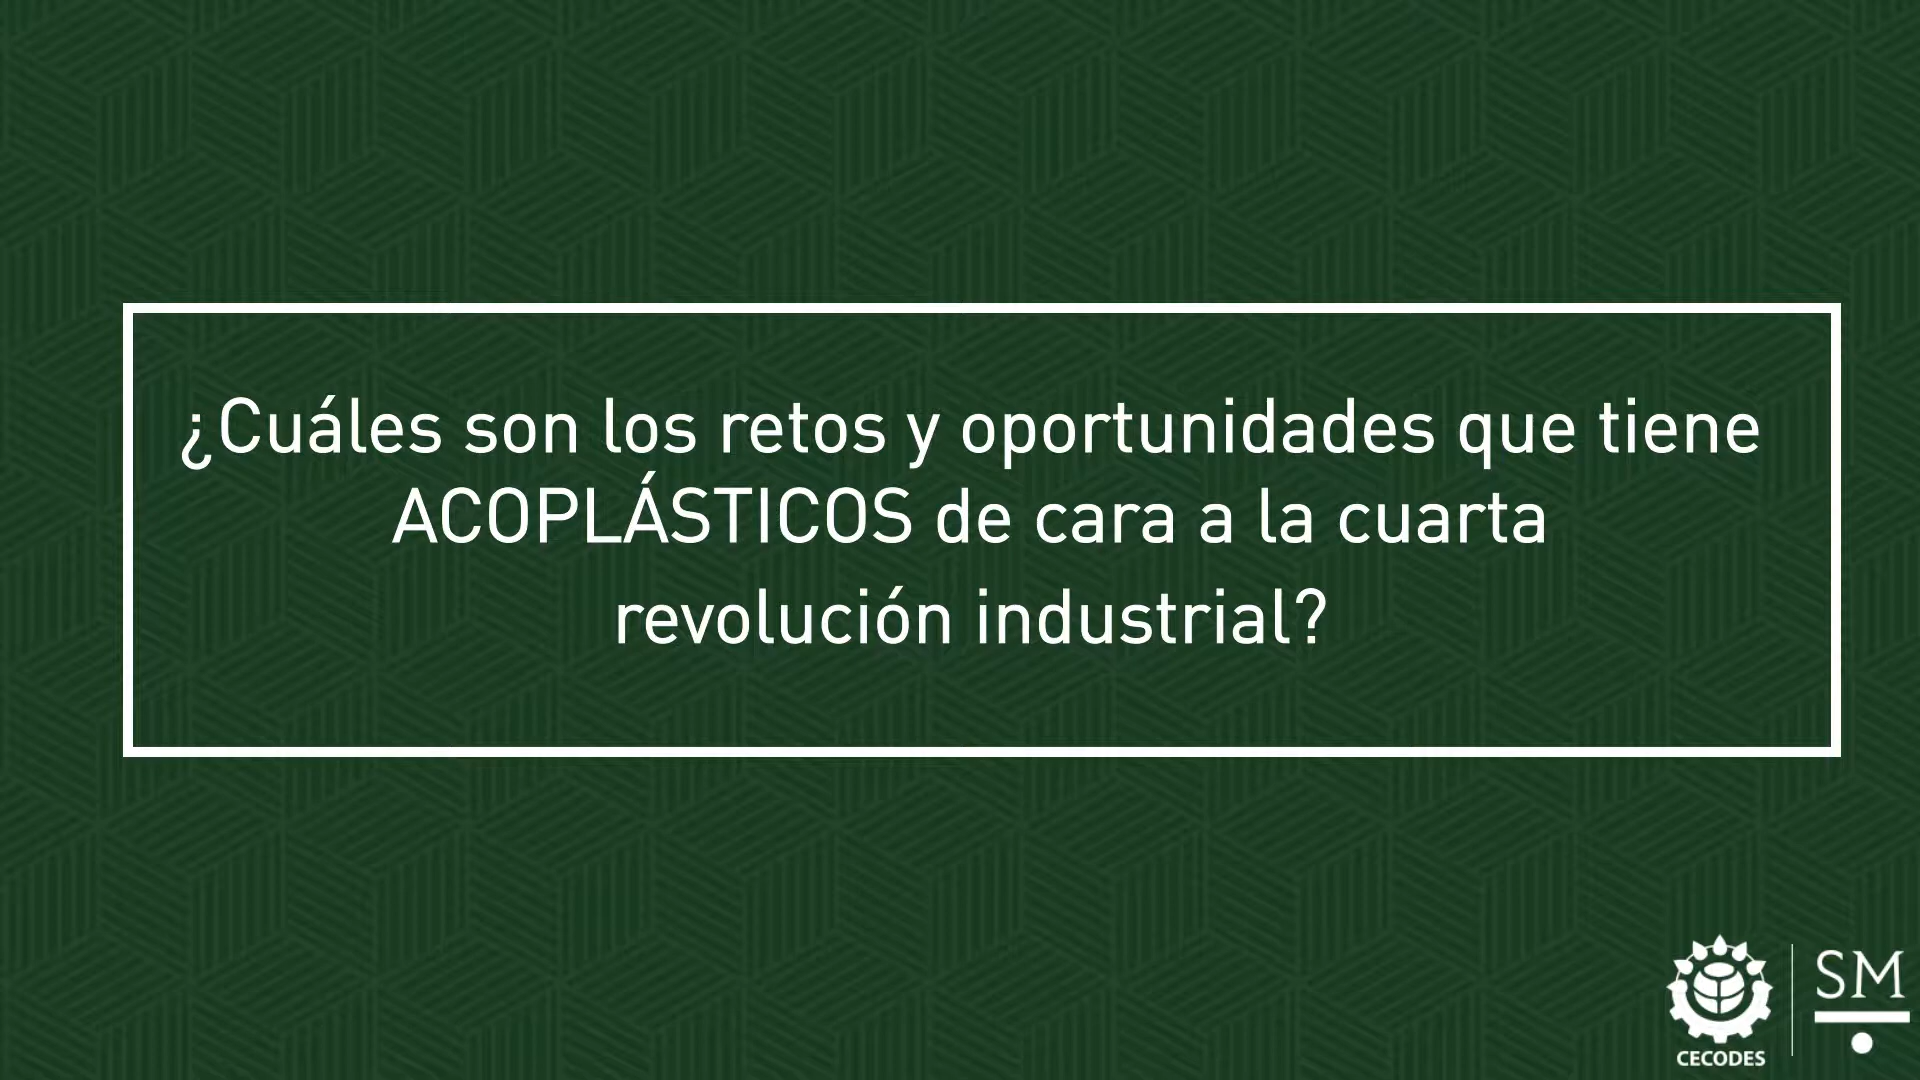 ¿Cuáles son los retos y oportunidades que tiene
ACOPLÁSTICOS de cara a la cuarta
revolución industrial?
SM
CECODES